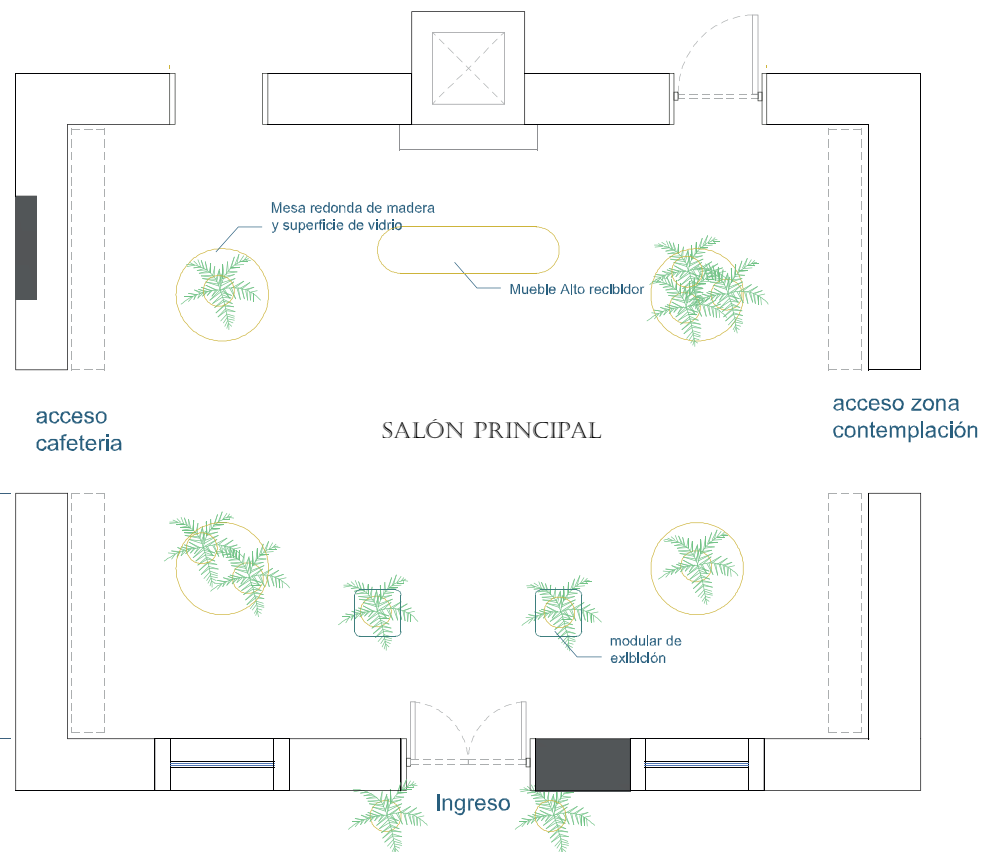 Mesa redonda de madera
y superficie de vidrio
Mueble Alto recibidor
acceso
cafeteria
SALÓN PRINCIPAL
acceso zona
contemplación
modular de
exibición
Ingreso